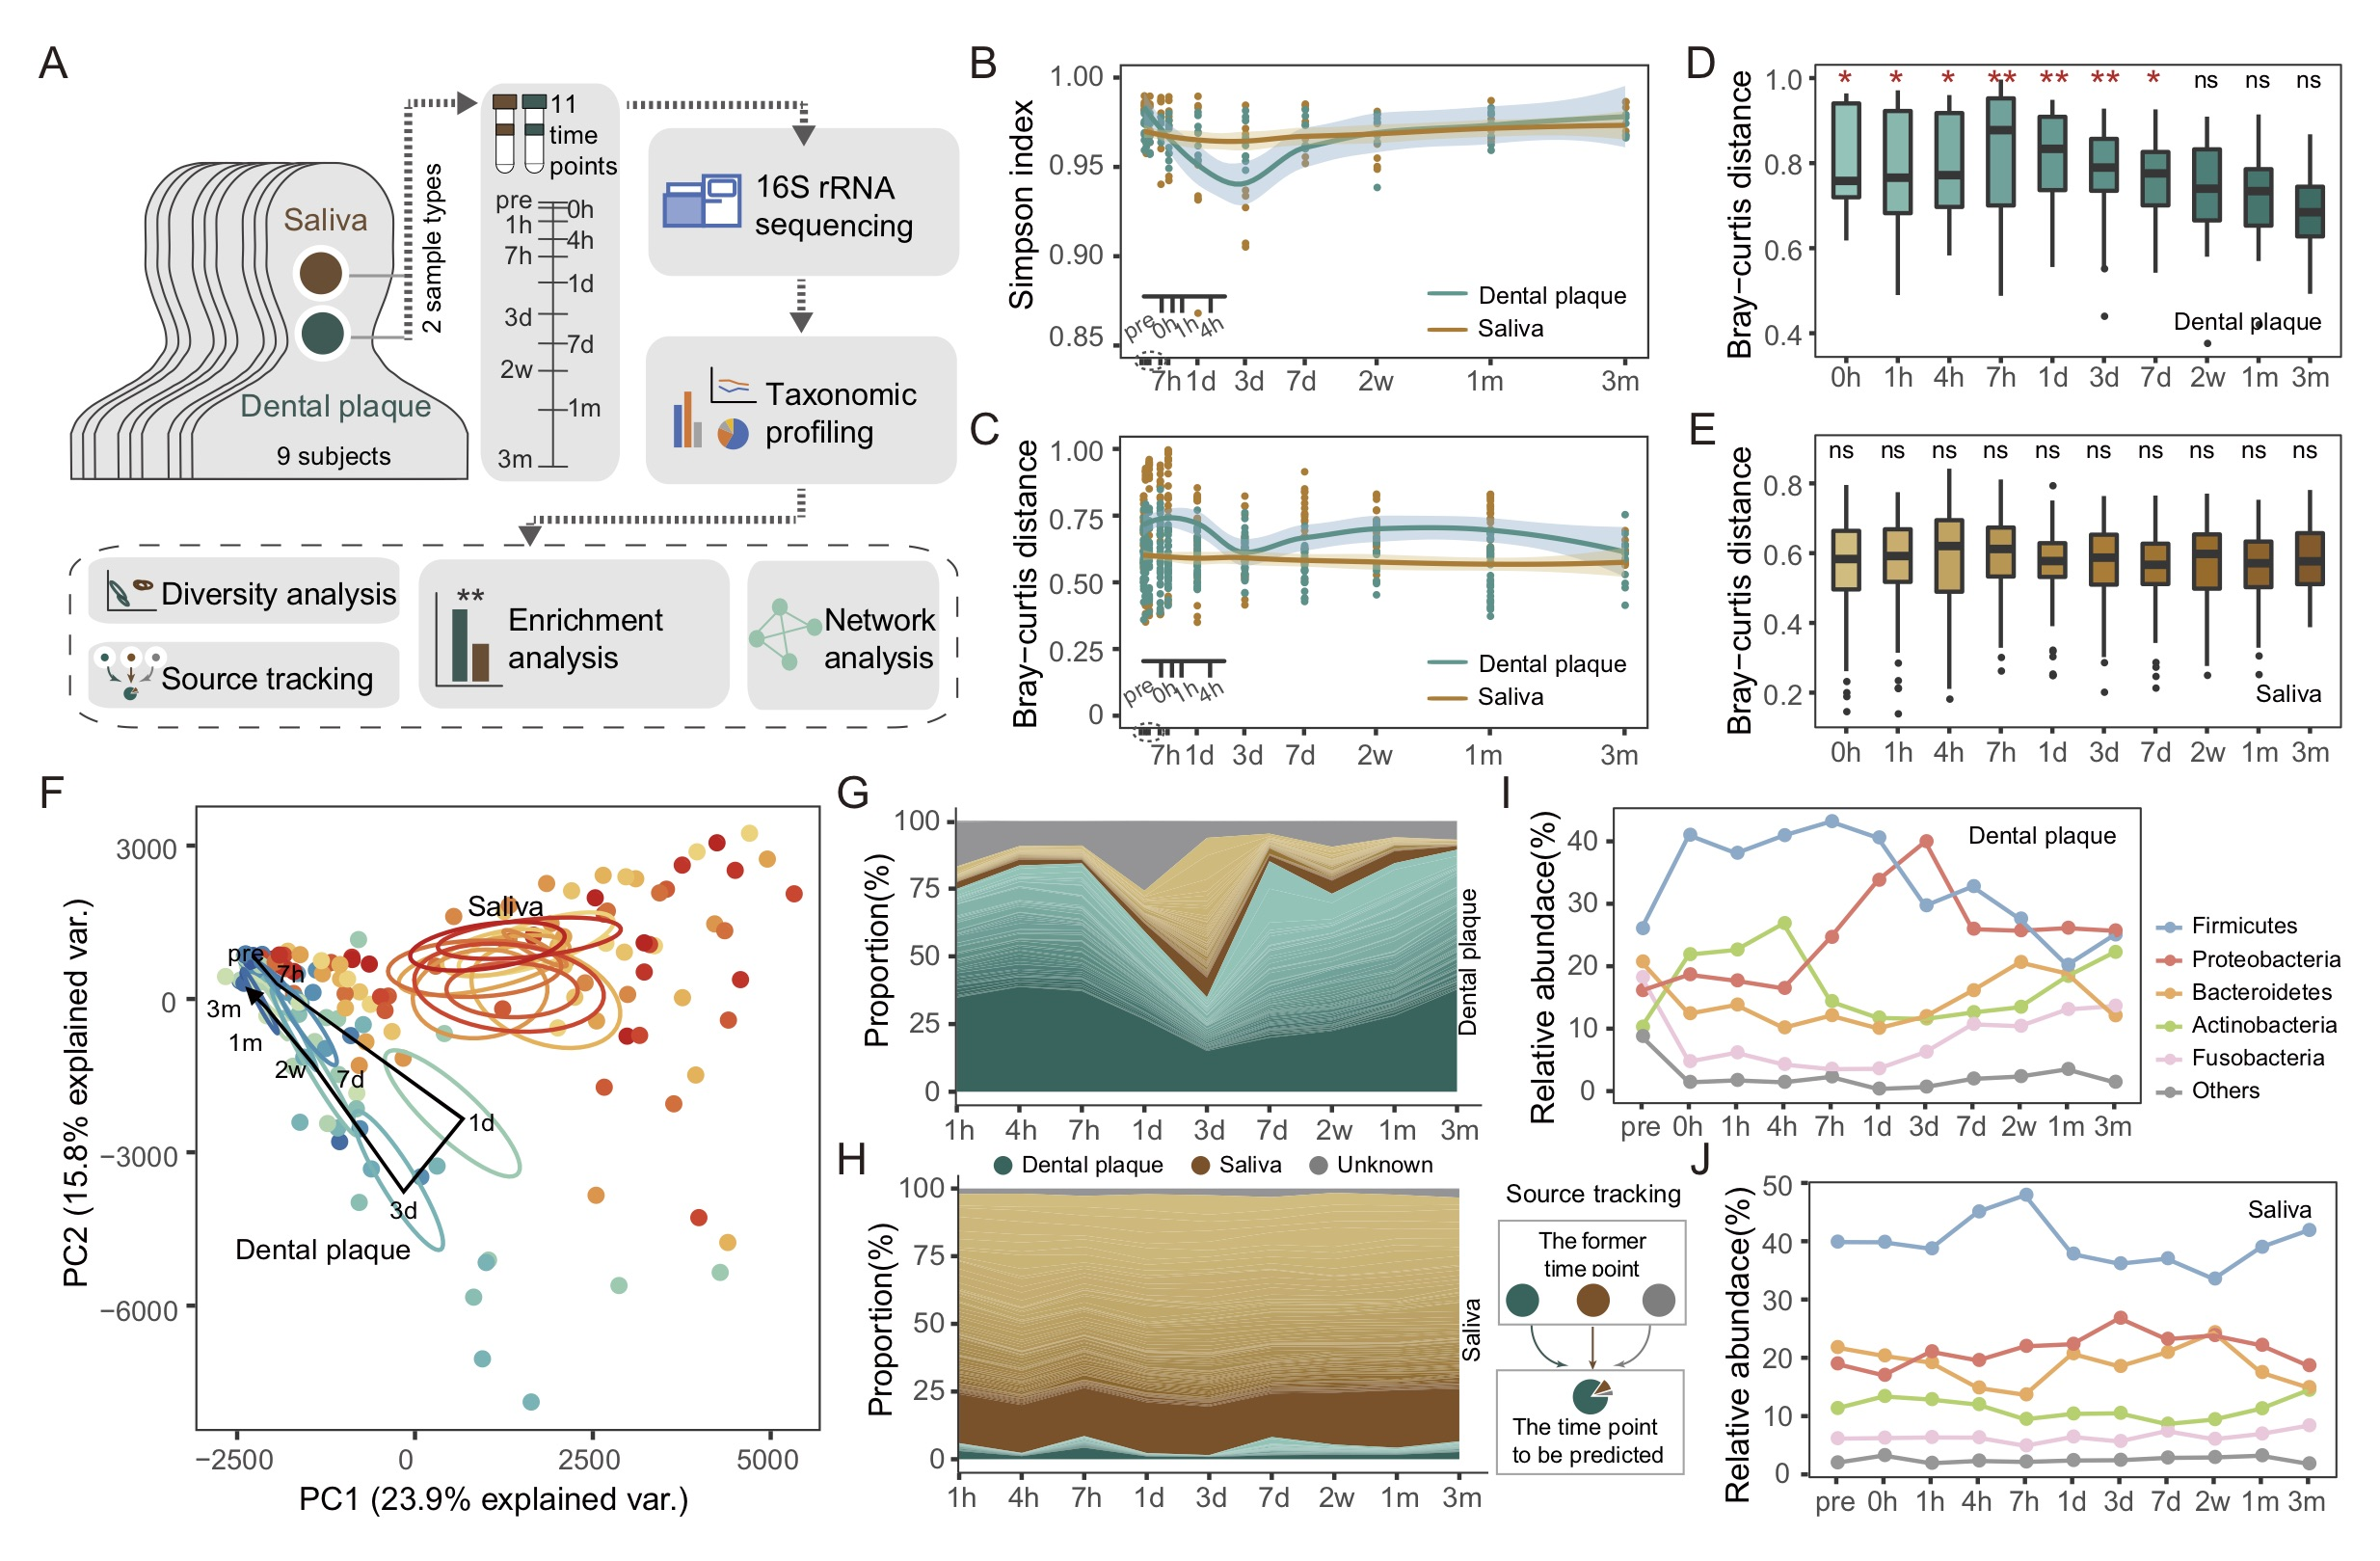 A
Saliva
Dental plaque
9 subjects
2 sample types
11
time
points
pre
0h
1h
4h
7h
1d
3d
7d
2w
1m
3m
16S rRNA
sequencing
Taxonomic
profiling
Diversity analysis
Source tracking
**
Enrichment
analysis
Network
analysis
B
Simpson index
1.00
0.95
0.90
0.85
pre
0h
1h
4h
Dental plaque
Saliva
7h 1d 3d 7d 2w 1m 3m
C
Bray−curtis distance
1.00
0.75
0.50
0.25
0
pre
0h
1h
4h
Dental plaque
Saliva
7h 1d 3d 7d 2w 1m 3m
D
Bray−curtis distance
1.0
0.8
0.6
0.4
* * * ** ** ** * ns ns ns
Dental plaque
0h 1h 4h 7h 1d 3d 7d 2w 1m 3m
E
Bray−curtis distance
0.8
0.6
0.4
0.2
ns ns ns ns ns ns ns ns ns ns
Saliva
0h 1h 4h 7h 1d 3d 7d 2w 1m 3m
F
PC2 (15.8% explained var.)
3000
0
−3000
−6000
Saliva
pre
7h
3m
1m
2w
7d
1d
3d
Dental plaque
−2500 0 2500 5000
PC1 (23.9% explained var.)
G
Proportion(%)
100
75
50
25
0
Dental plaque
1h 4h 7h 1d 3d 7d 2w 1m 3m
H
Dental plaque Saliva Unknown
Proportion(%)
100
75
50
25
0
Saliva
1h 4h 7h 1d 3d 7d 2w 1m 3m
Source tracking
The former
time point
The time point
to be predicted
I
Relative abundace(%)
40
30
20
10
0
Dental plaque
pre 0h 1h 4h 7h 1d 3d 7d 2w 1m 3m
Firmicutes
Proteobacteria
Bacteroidetes
Actinobacteria
Fusobacteria
Others
J
Relative abundace(%)
50
40
30
20
10
0
Saliva
pre 0h 1h 4h 7h 1d 3d 7d 2w 1m 3m